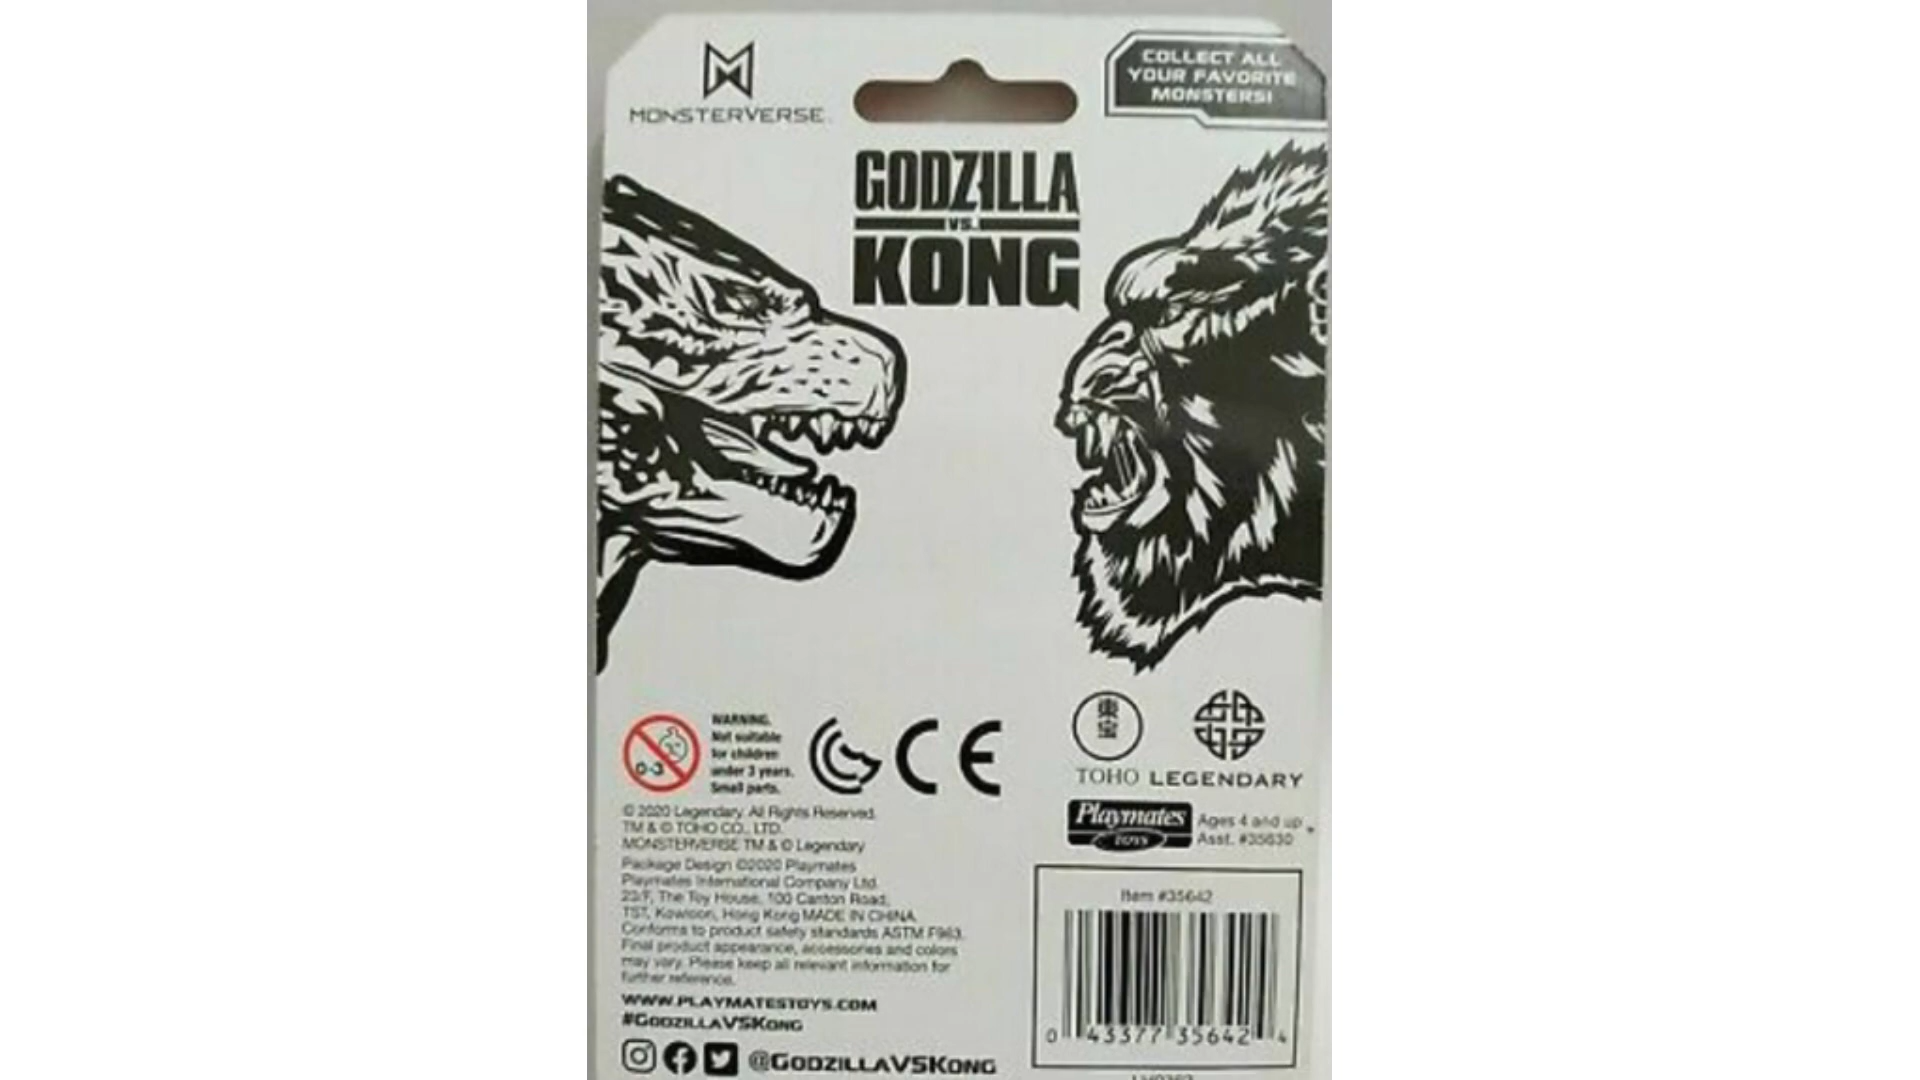 MONSTERVERSE
COLLECT ALL
YOUR FAVORITE
MONSTERS!
GODZILLA
VS.
KONG
0-3
WARNING.
Not suitable
for children
under 3 years.
Small parts.
CE
東宝
TOHO
LEGENDARY
© 2020 Legendary. All Rights Reserved.
TM & © TOHO CO., LTD.
MONSTERVERSE TM & © Legendary
Package Design ©2020 Playmates
Playmates International Company Ltd.
23/F, The Toy House, 100 Canton Road,
TST, Kowloon, Hong Kong MADE IN CHINA.
Conforms to product safety standards ASTM F963.
Final product appearance, accessories and colors
may vary. Please keep all relevant information for
further reference.
WWW.PLAYMATESTOYS.COM
#GODZILLAVSKONG
@GODZILLAVSKONG
Playmates
TOYS
Ages 4 and up
Asst. #35630
Item #35642
0 43377 35642 4